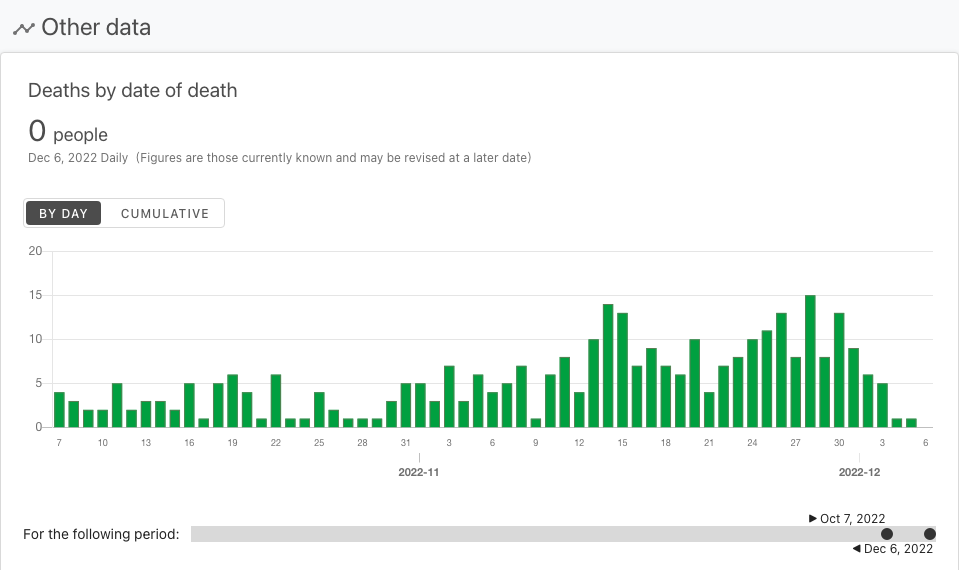 Other data
Deaths by date of death
0 people
Dec 6, 2022 Daily (Figures are those currently known and may be revised at a later date)
BY DAY CUMULATIVE
20
15
10
5
0
7 10 13 16 19 22 25 28 31 3 6 9 12 15 18 21 24 27 30 3 6
2022-11 2022-12
▶ Oct 7, 2022
For the following period:
◀ Dec 6, 2022